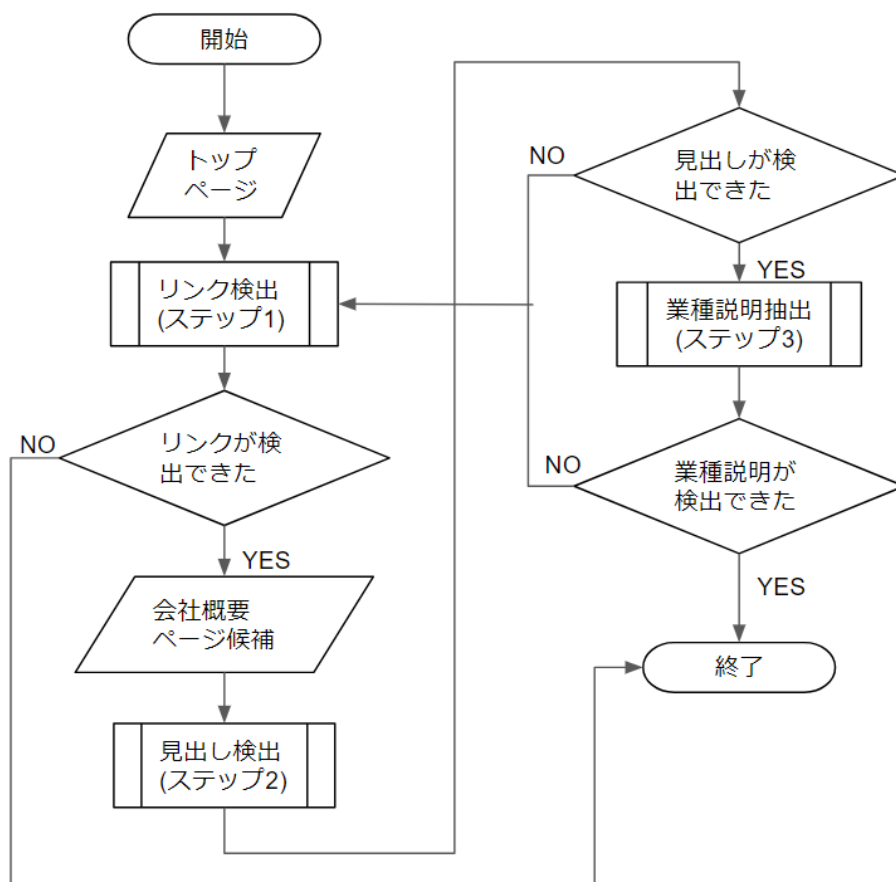 開始
トップ
ページ
リンク検出
(ステップ1)
リンクが検
出できた
NO
YES
会社概要
ページ候補
見出し検出
(ステップ2)
見出しが検
出できた
NO
YES
業種説明抽出
(ステップ3)
業種説明が
検出できた
NO
YES
終了